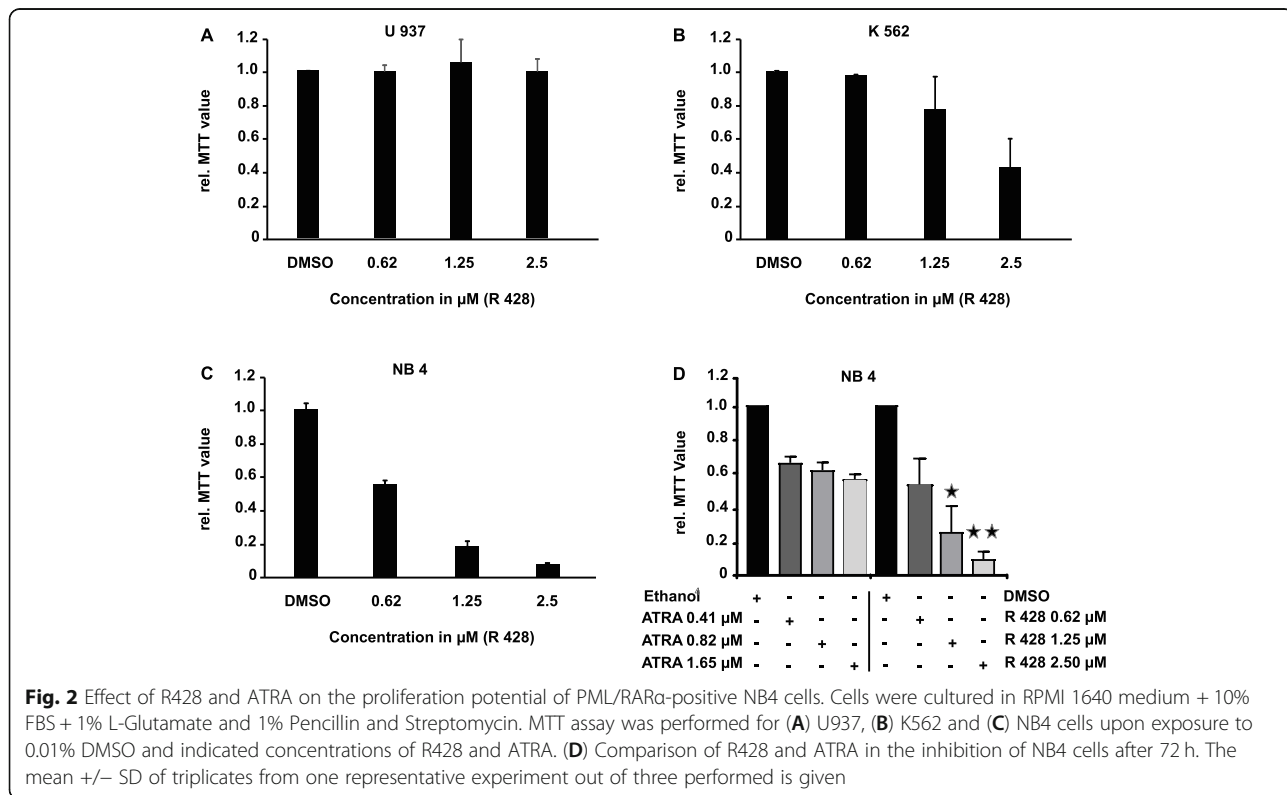 A
U 937
1.2
1.0
0.8
0.6
0.4
0.2
0
rel. MTT value
DMSO 0.62 1.25 2.5
Concentration in µM (R 428)
B
K 562
1.2
1.0
0.8
0.6
0.4
0.2
0
rel. MTT value
DMSO 0.62 1.25 2.5
Concentration in µM (R 428)
C
NB 4
1.2
1.0
0.8
0.6
0.4
0.2
0
rel. MTT value
DMSO 0.62 1.25 2.5
Concentration in µM (R 428)
D
NB 4
1.2
1.0
0.8
0.6
0.4
0.2
0
rel. MTT Value
★
★★
Ethanol + - - - + - - - DMSO
ATRA 0.41 µM - + - - - + - - R 428 0.62 µM
ATRA 0.82 µM - - + - - - + - R 428 1.25 µM
ATRA 1.65 µM - - - + - - - + R 428 2.50 µM
Fig. 2 Effect of R428 and ATRA on the proliferation potential of PML/RARα-positive NB4 cells. Cells were cultured in RPMI 1640 medium + 10%
FBS + 1% L-Glutamate and 1% Pencillin and Streptomycin. MTT assay was performed for (A) U937, (B) K562 and (C) NB4 cells upon exposure to
0.01% DMSO and indicated concentrations of R428 and ATRA. (D) Comparison of R428 and ATRA in the inhibition of NB4 cells after 72 h. The
mean +/− SD of triplicates from one representative experiment out of three performed is given